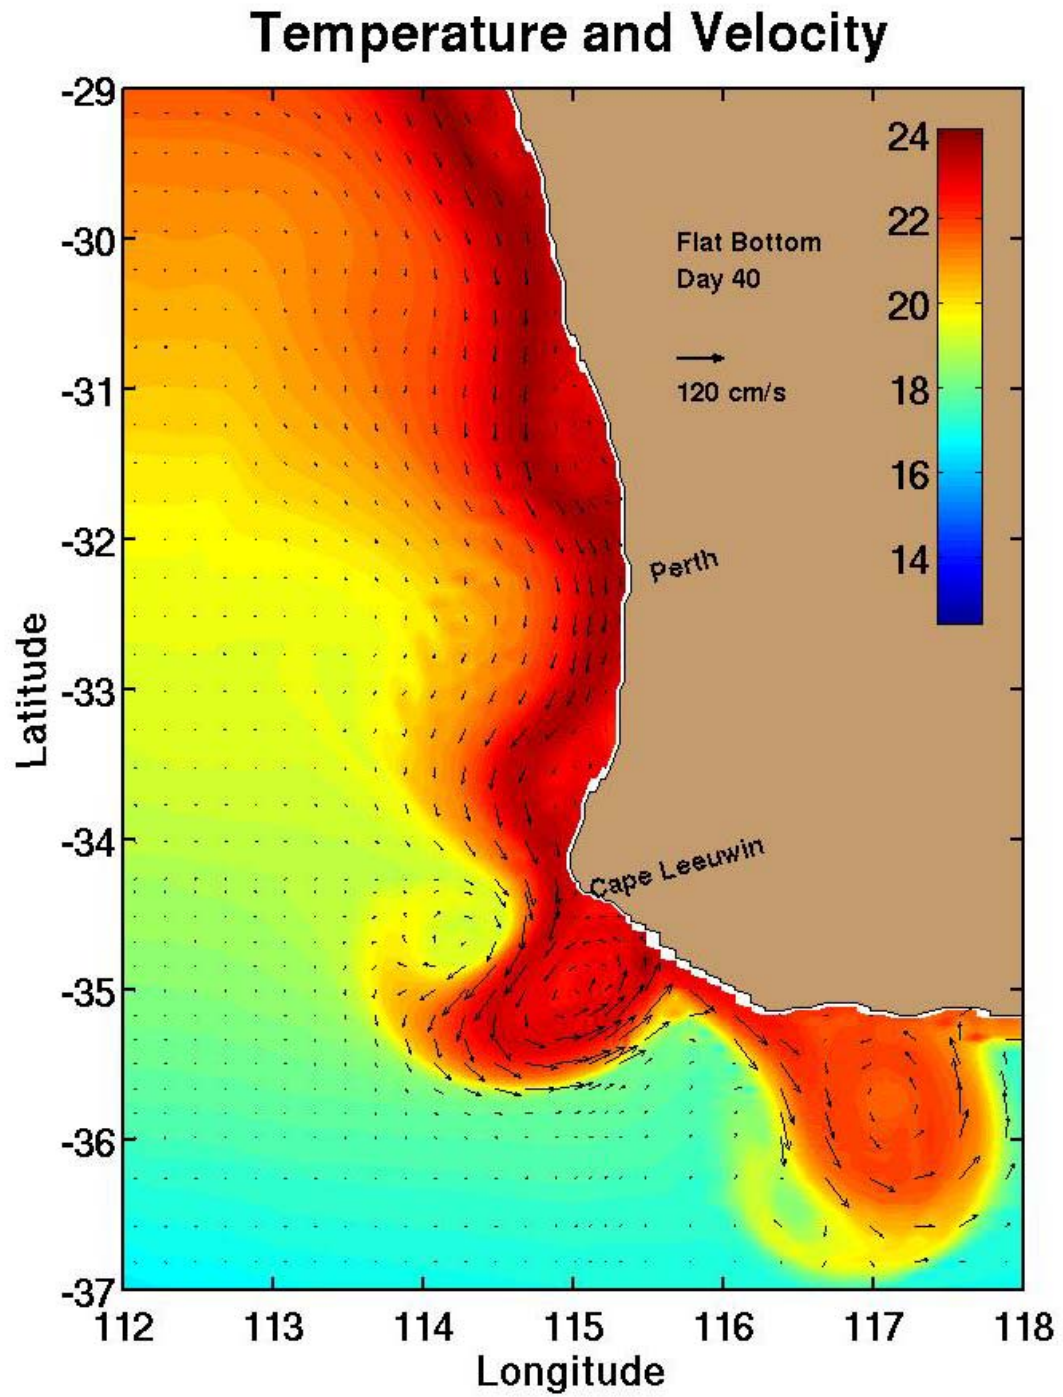 Temperature and Velocity
-29
-30
-31
-32
-33
-34
-35
-36
-37
Latitude
24
22
20
18
16
14
Flat Bottom
Day 40
120 cm/s
Perth
Cape Leeuwin
112 113 114 115 116 117 118
Longitude